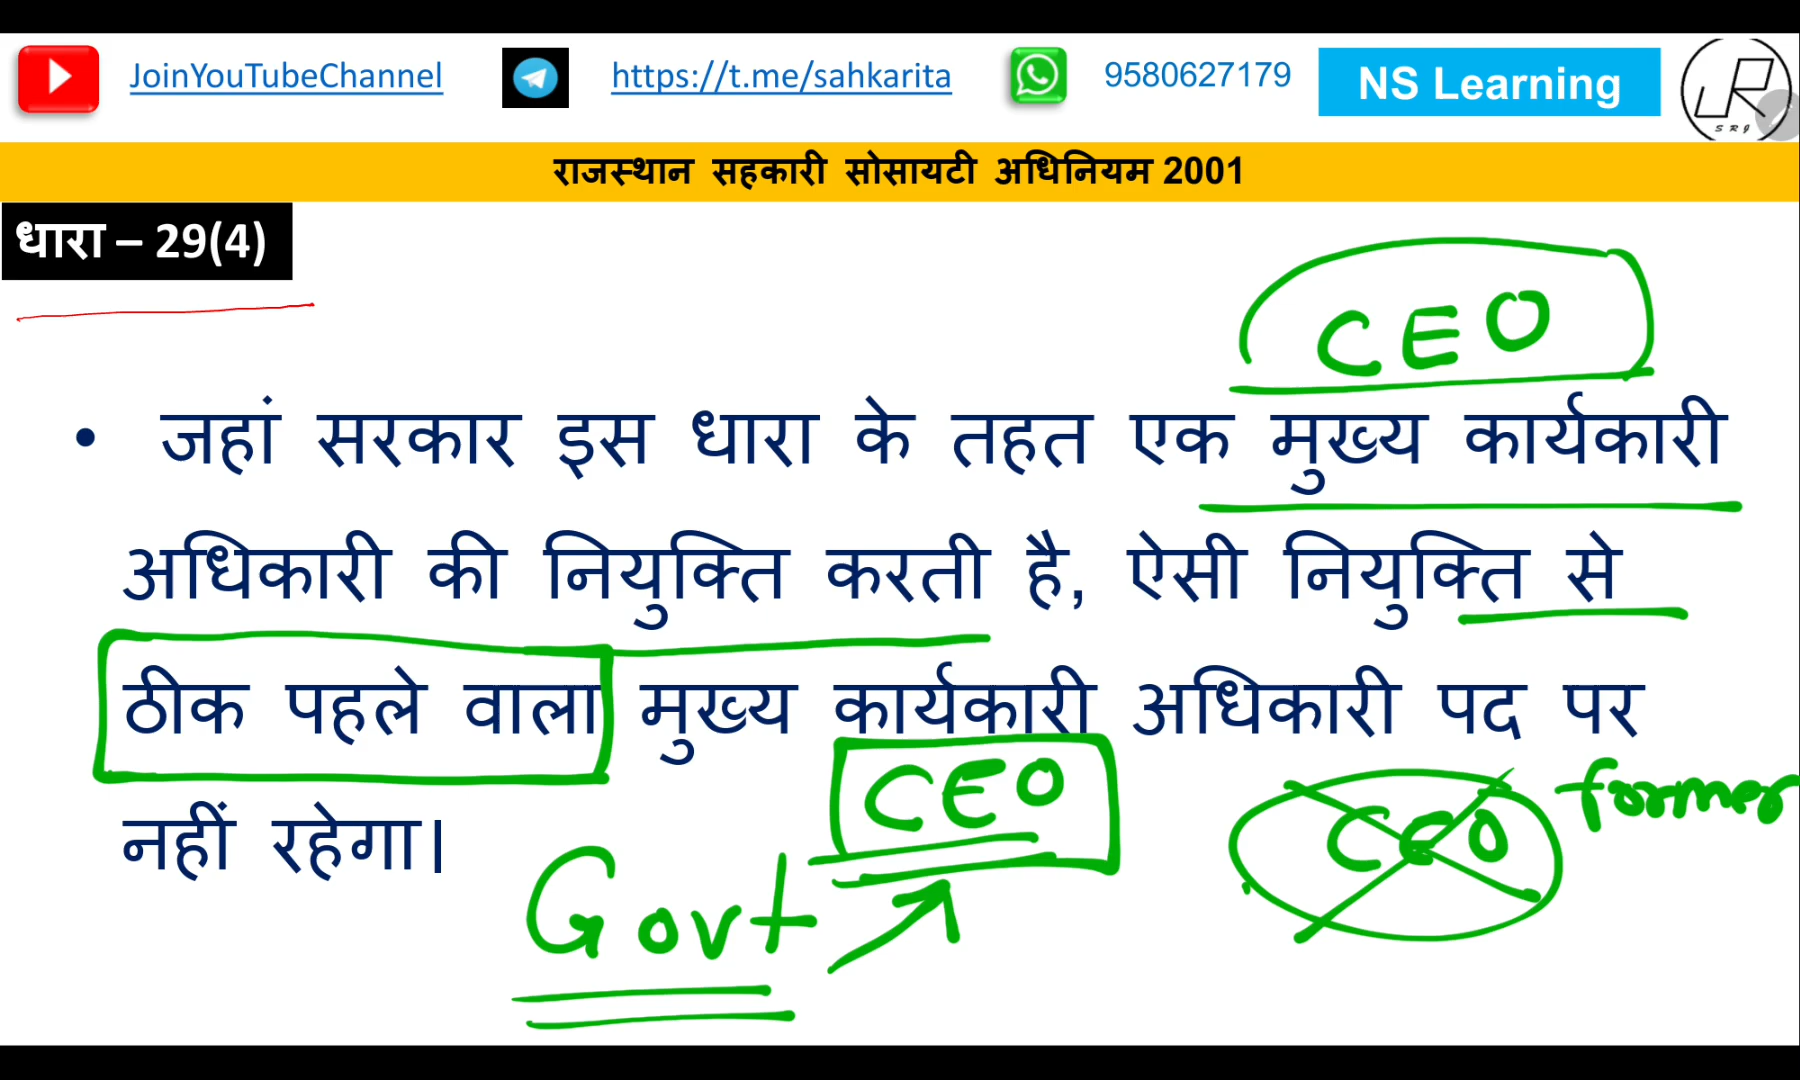 JoinYouTubeChannel https://t.me/sahkarita 9580627179 NS Learning
SRJ
राजस्थान सहकारी सोसायटी अधिनियम 2001
धारा – 29(4)
CEO
• जहां सरकार इस धारा के तहत एक मुख्य कार्यकारी
अधिकारी की नियुक्ति करती है, ऐसी नियुक्ति से
ठीक पहले वाला मुख्य कार्यकारी अधिकारी पद पर
नहीं रहेगा।
CEO
CEO former
Govt